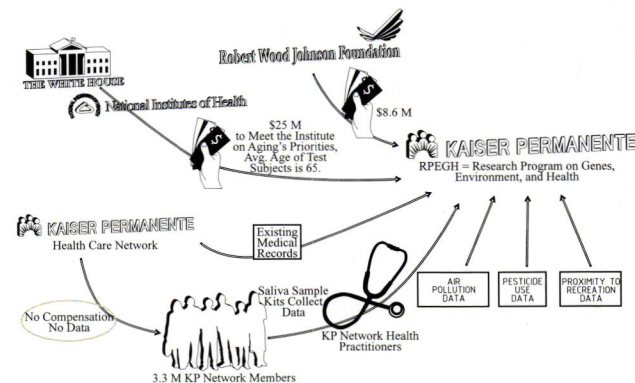 Robert Wood Johnson Foundation
THE WHITE HOUSE
National Institutes of Health
$8.6 M
$25 M
to Meet the Institute
on Aging's Priorities,
Avg. Age of Test
Subjects is 65.
KAISER PERMANENTE
RPEGH = Research Program on Genes,
Environment, and Health
KAISER PERMANENTE
Health Care Network
Existing
Medical
Records
No Compensation
No Data
Saliva Sample
Kits Collect
Data
KP Network Health
Practitioners
AIR
POLLUTION
DATA
PESTICIDE
USE
DATA
PROXIMITY TO
RECREATION
DATA
3.3 M KP Network Members